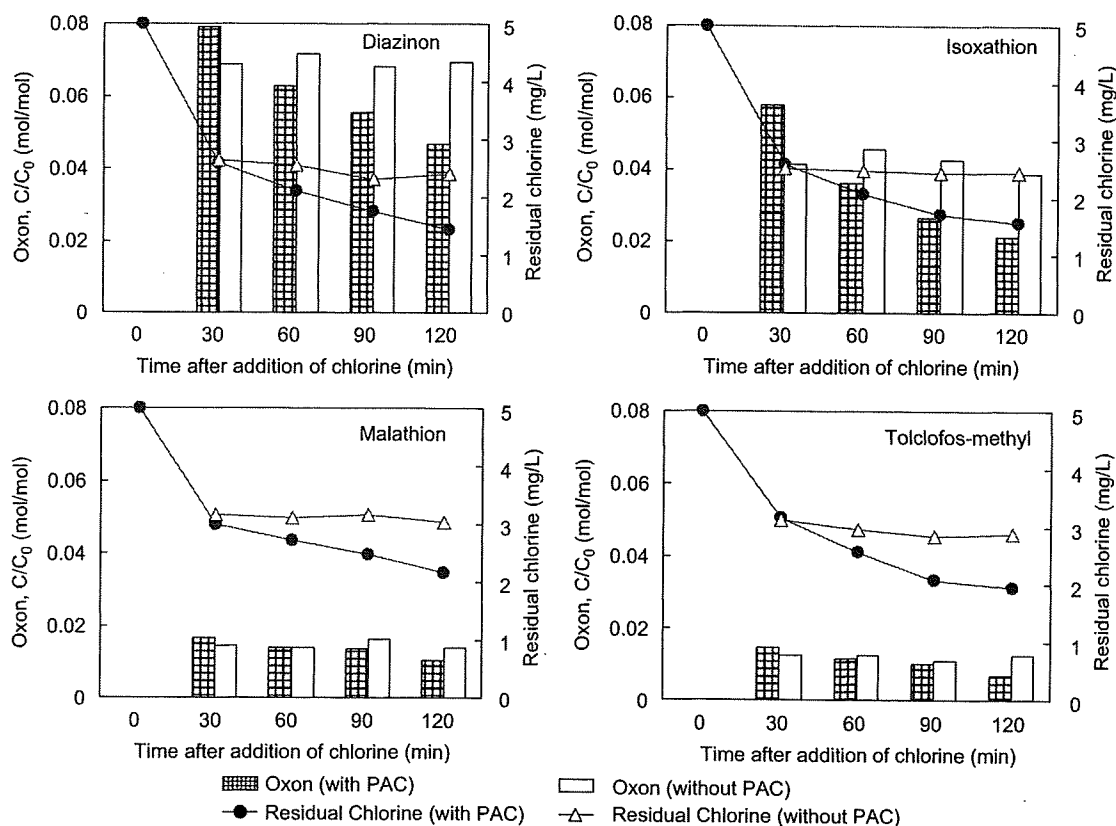 Diazinon
Oxon, C/C0 (mol/mol)
0.08
0.06
0.04
0.02
0
5
4
3
2
1
0
Residual chlorine (mg/L)
0 30 60 90 120
Time after addition of chlorine (min)
Isoxathion
Oxon, C/C0 (mol/mol)
0.08
0.06
0.04
0.02
0
5
4
3
2
1
0
Residual chlorine (mg/L)
0 30 60 90 120
Time after addition of chlorine (min)
Malathion
Oxon, C/C0 (mol/mol)
0.08
0.06
0.04
0.02
0
5
4
3
2
1
0
Residual chlorine (mg/L)
0 30 60 90 120
Time after addition of chlorine (min)
Tolclofos-methyl
Oxon, C/C0 (mol/mol)
0.08
0.06
0.04
0.02
0
5
4
3
2
1
0
Residual chlorine (mg/L)
0 30 60 90 120
Time after addition of chlorine (min)
Oxon (with PAC) Oxon (without PAC)
Residual Chlorine (with PAC) Residual Chlorine (without PAC)